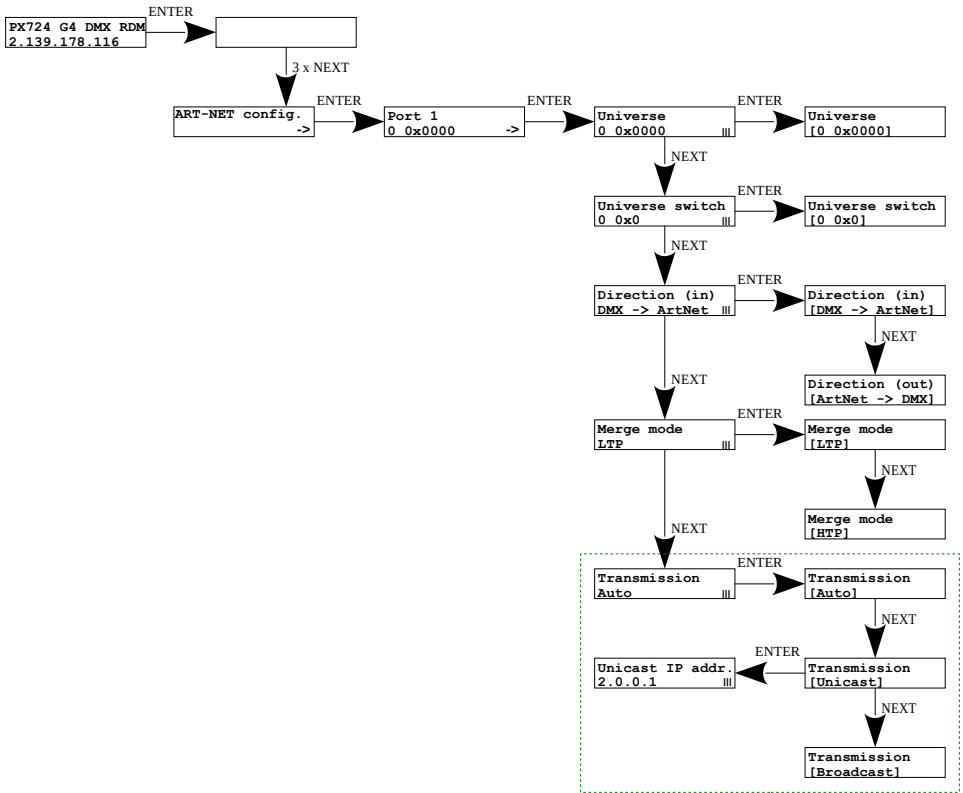 ENTER
PX724 G4 DMX RDM
2.139.178.116
3 x NEXT
ART-NET config.
->
ENTER
Port 1
0 0x0000 ->
ENTER
Universe
0 0x0000
ENTER
Universe
[0 0x0000]
NEXT
Universe switch
0 0x0
ENTER
Universe switch
[0 0x0]
NEXT
Direction (in)
DMX -> ArtNet
ENTER
Direction (in)
[DMX -> ArtNet]
NEXT
Direction (out)
[ArtNet -> DMX]
NEXT
Merge mode
LTP
ENTER
Merge mode
[LTP]
NEXT
Merge mode
[HTP]
NEXT
Transmission
Auto
ENTER
Transmission
[Auto]
NEXT
Transmission
[Unicast]
ENTER
Unicast IP addr.
2.0.0.1
NEXT
Transmission
[Broadcast]